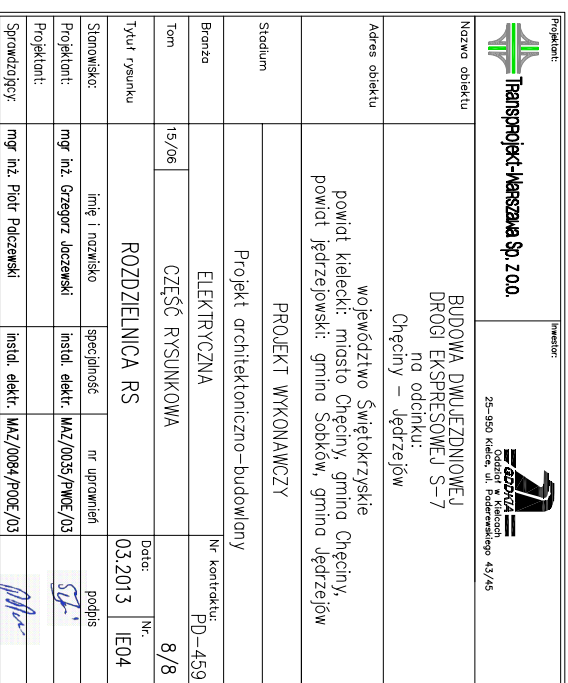 Projektant:
Transprojekt-Warszawa Sp. z o.o.
Inwestor:
GDDKiA
Oddział w Kielcach
25-950 Kielce, ul. Paderewskiego 43/45
Nazwa obiektu
BUDOWA DWUJEZDNIOWEJ
DROGI EKSPRESOWEJ S-7
na odcinku:
Chęciny – Jędrzejów
Adres obiektu
województwo Świętokrzyskie
powiat kielecki: miasto Chęciny, gmina Chęciny,
powiat jędrzejowski: gmina Sobków, gmina Jędrzejów
Stadium
PROJEKT WYKONAWCZY
Projekt architektoniczno-budowlany
Branża
ELEKTRYCZNA
Nr kontraktu:
PD-459
Tom
15/06
CZĘŚĆ RYSUNKOWA
8/8
Tytuł rysunku
ROZDZIELNICA RS
Data:
03.2013
Nr.
IE04
Stanowisko:
imię i nazwisko
specjalność
nr uprawnień
podpis
Projektant:
mgr inż. Grzegorz Jaczewski
instal. elektr.
MAZ/0035/PWOE/03
Projektant:
Sprawdzający:
mgr inż. Piotr Palczewski
instal. elektr.
MAZ/0084/POOE/03